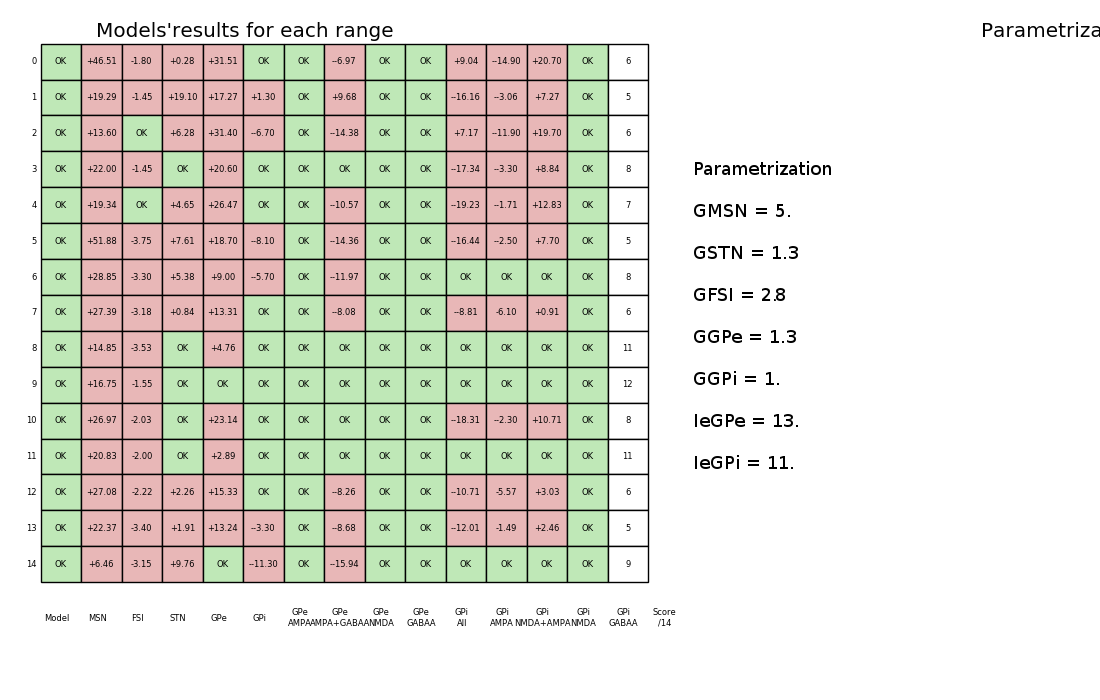 Models'results for each range
Parametriza
0 OK +46.51 -1.80 +0.28 +31.51 OK OK --6.97 OK OK +9.04 --14.90 +20.70 OK 6
1 OK +19.29 -1.45 +19.10 +17.27 +1.30 OK +9.68 OK OK --16.16 --3.06 +7.27 OK 5
2 OK +13.60 OK +6.28 +31.40 --6.70 OK --14.38 OK OK +7.17 --11.90 +19.70 OK 6
3 OK +22.00 -1.45 OK +20.60 OK OK OK OK OK --17.34 --3.30 +8.84 OK 8
4 OK +19.34 OK +4.65 +26.47 OK OK --10.57 OK OK --19.23 --1.71 +12.83 OK 7
5 OK +51.88 -3.75 +7.61 +18.70 --8.10 OK --14.36 OK OK --16.44 --2.50 +7.70 OK 5
6 OK +28.85 -3.30 +5.38 +9.00 --5.70 OK --11.97 OK OK OK OK OK OK 8
7 OK +27.39 -3.18 +0.84 +13.31 OK OK --8.08 OK OK --8.81 -6.10 +0.91 OK 6
8 OK +14.85 -3.53 OK +4.76 OK OK OK OK OK OK OK OK OK 11
9 OK +16.75 -1.55 OK OK OK OK OK OK OK OK OK OK OK 12
10 OK +26.97 -2.03 OK +23.14 OK OK OK OK OK --18.31 --2.30 +10.71 OK 8
11 OK +20.83 -2.00 OK +2.89 OK OK OK OK OK OK OK OK OK 11
12 OK +27.08 -2.22 +2.26 +15.33 OK OK --8.26 OK OK --10.71 -5.57 +3.03 OK 6
13 OK +22.37 -3.40 +1.91 +13.24 --3.30 OK --8.68 OK OK --12.01 -1.49 +2.46 OK 5
14 OK +6.46 -3.15 +9.76 OK --11.30 OK --15.94 OK OK OK OK OK OK 9
Model MSN FSI STN GPe GPi GPe GPe GPe GPe GPi GPi GPi GPi GPi Score
AMPA AMPA+GABAA NMDA GABAA All AMPA NMDA+AMPA NMDA GABAA /14
Parametrization
GMSN = 5.
GSTN = 1.3
GFSI = 2.8
GGPe = 1.3
GGPi = 1.
IeGPe = 13.
IeGPi = 11.